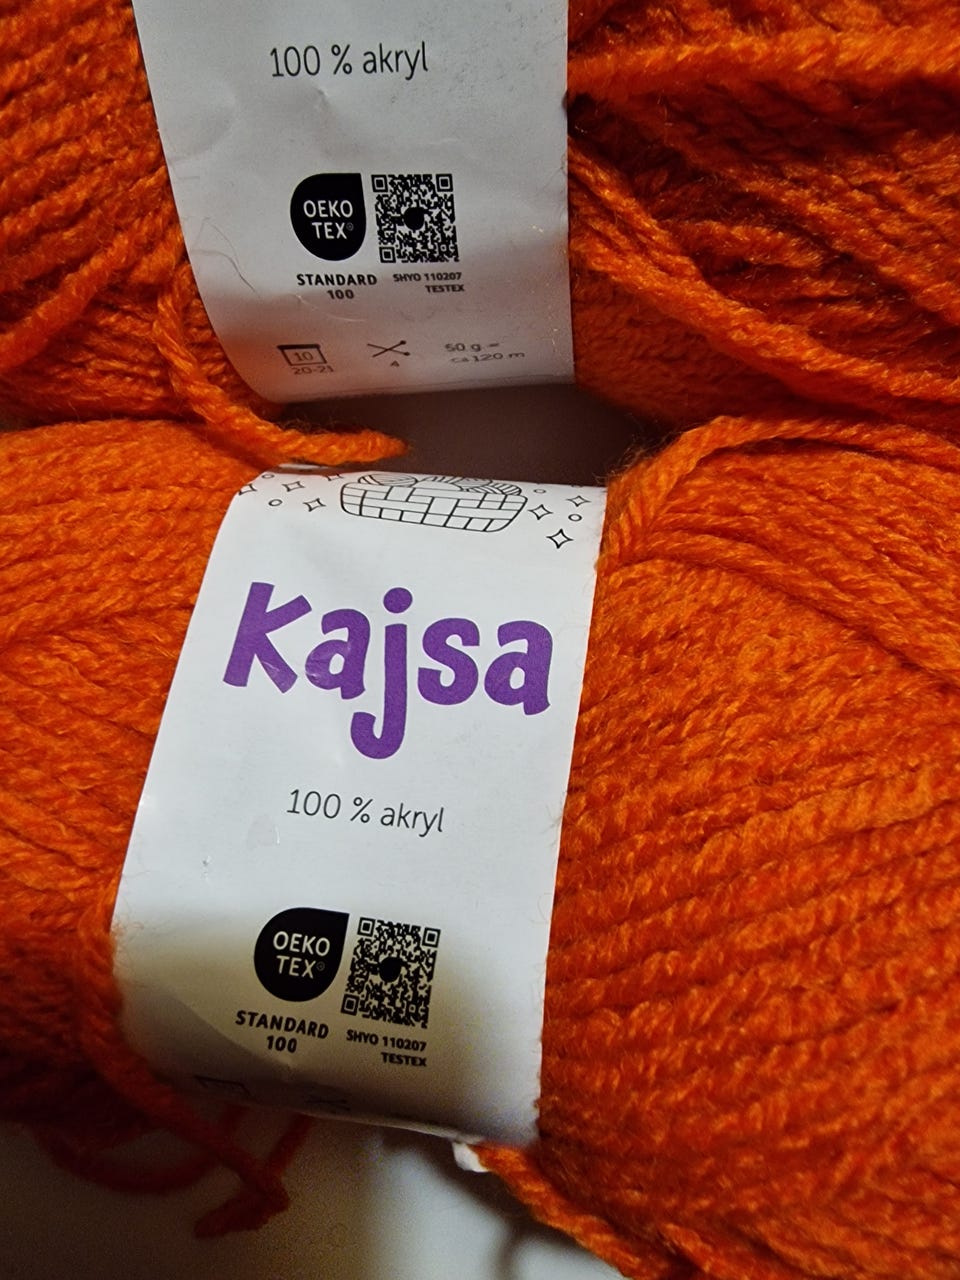 100 % akryl
OEKO
TEX®
STANDARD
100
SHYO 110207
TESTEX
10
20-21
4
50 g =
ca 120 m
Kajsa
100 % akryl
OEKO
TEX®
STANDARD
100
SHYO 110207
TESTEX